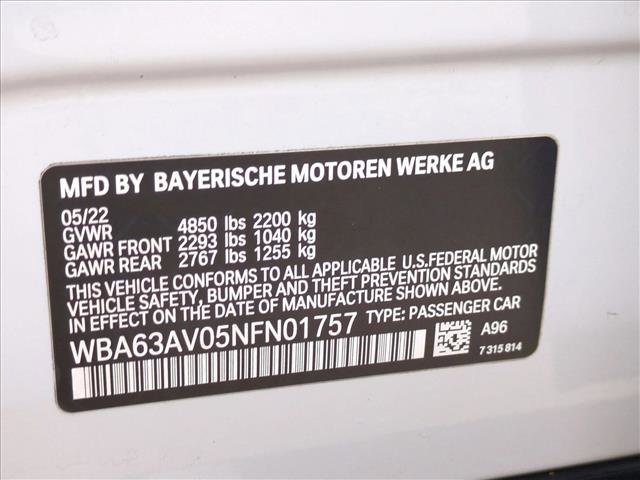 MFD BY BAYERISCHE MOTOREN WERKE AG
05/22
GVWR 4850 lbs 2200 kg
GAWR FRONT 2293 lbs 1040 kg
GAWR REAR 2767 lbs 1255 kg
THIS VEHICLE CONFORMS TO ALL APPLICABLE U.S.FEDERAL MOTOR
VEHICLE SAFETY, BUMPER AND THEFT PREVENTION STANDARDS
IN EFFECT ON THE DATE OF MANUFACTURE SHOWN ABOVE.
WBA63AV05NFN01757 TYPE: PASSENGER CAR
A96
7 315 814